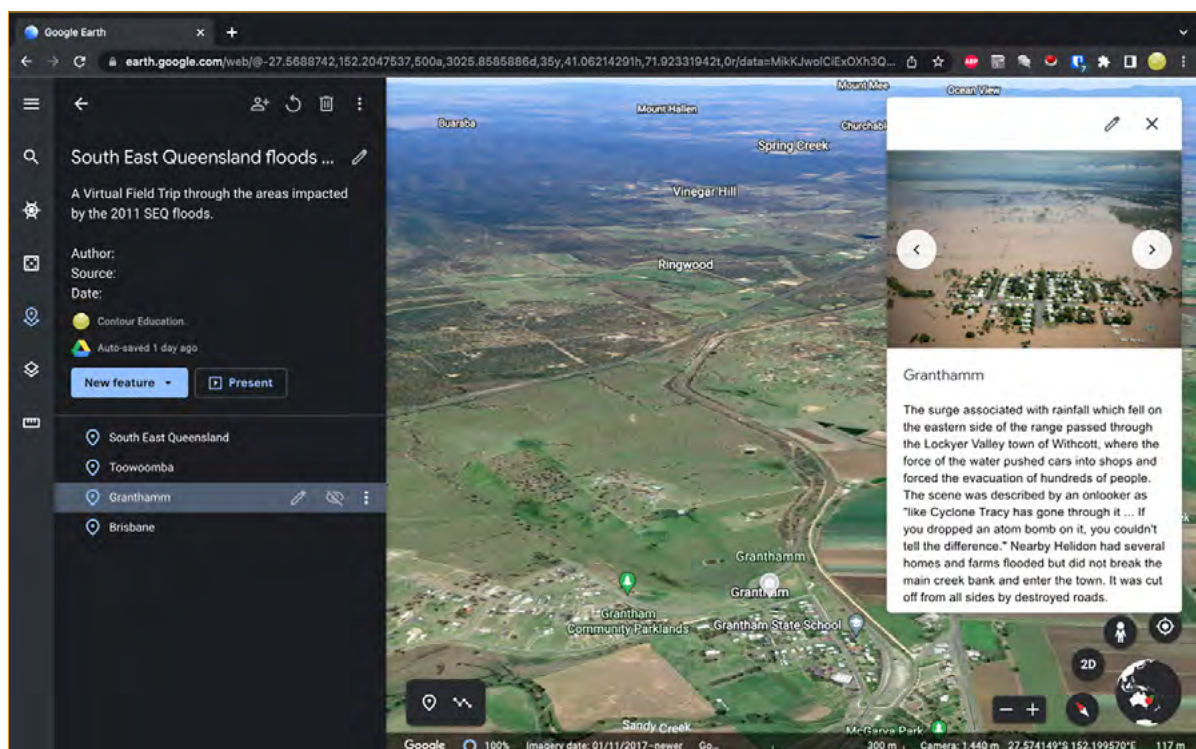 Google Earth
earth.google.com/web/@-27.5688742,152.2047537,500a,3025.8585886d,35y,41.06214291h,71.92331942t,0r/data=MikKJwolCiExOXh3Q...
South East Queensland floods ...
A Virtual Field Trip through the areas impacted
by the 2011 SEQ floods.
Author:
Source:
Date:
Contour Education.
Auto-saved 1 day ago
New feature
Present
South East Queensland
Toowoomba
Granthamm
Brisbane
Buaraba
Mount Hallen
Mount Mee
Ocean View
Spring Creek
Vinegar Hill
Ringwood
Granthamm
Grantham
Grantham
Community Parklands
Grantham State School
Sandy Creek
McGarva Park
Granthamm
The surge associated with rainfall which fell on
the eastern side of the range passed through
the Lockyer Valley town of Withcott, where the
force of the water pushed cars into shops and
forced the evacuation of hundreds of people.
The scene was described by an onlooker as
"like Cyclone Tracy has gone through it ... If
you dropped an atom bomb on it, you couldn't
tell the difference." Nearby Helidon had several
homes and farms flooded but did not break the
main creek bank and enter the town. It was cut
off from all sides by destroyed roads.
2D
Google 100% Imagery date: 01/11/2017-newer Go... 300 m Camera: 1,440 m 27.574149°S 152.199570°E 117 m